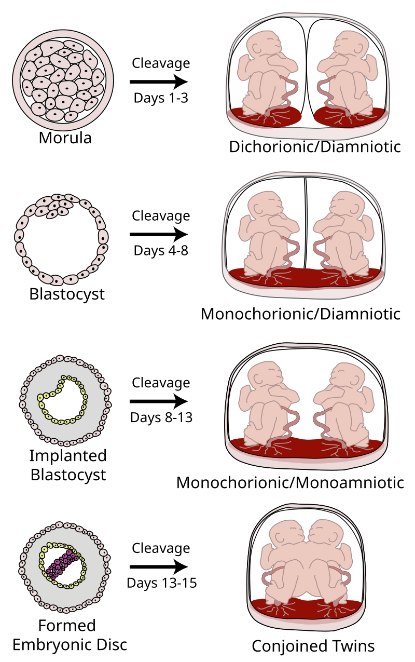 Cleavage
Days 1-3
Morula
Dichorionic/Diamniotic
Cleavage
Days 4-8
Blastocyst
Monochorionic/Diamniotic
Cleavage
Days 8-13
Implanted
Blastocyst
Monochorionic/Monoamniotic
Cleavage
Days 13-15
Formed
Embryonic Disc
Conjoined Twins